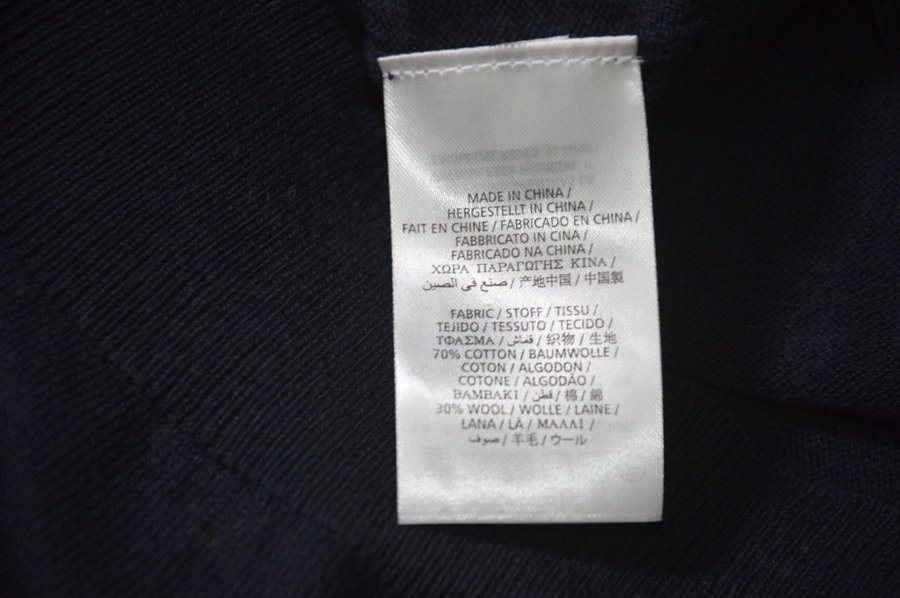 MADE IN CHINA /
HERGESTELLT IN CHINA /
FAIT EN CHINE / FABRICADO EN CHINA /
FABBRICATO IN CINA /
FABRICADO NA CHINA /
ΧΩΡΑ ΠΑΡΑΓΩΓΗΣ ΚΙΝΑ /
صنع في الصين / 产地中国 / 中国製
FABRIC / STOFF / TISSU /
TEJIDO / TESSUTO / TECIDO /
ΤΦΑΣΜΑ / قماش / 织物 / 生地
70% COTTON / BAUMWOLLE /
COTON / ALGODON /
COTONE / ALGODÃO /
ΒΑΜΒΑΚΙ / قطن / 棉 / 綿
30% WOOL / WOLLE / LAINE /
LANA / LÃ / ΜΑΛΛΙ /
صوف / 羊毛 / ウール